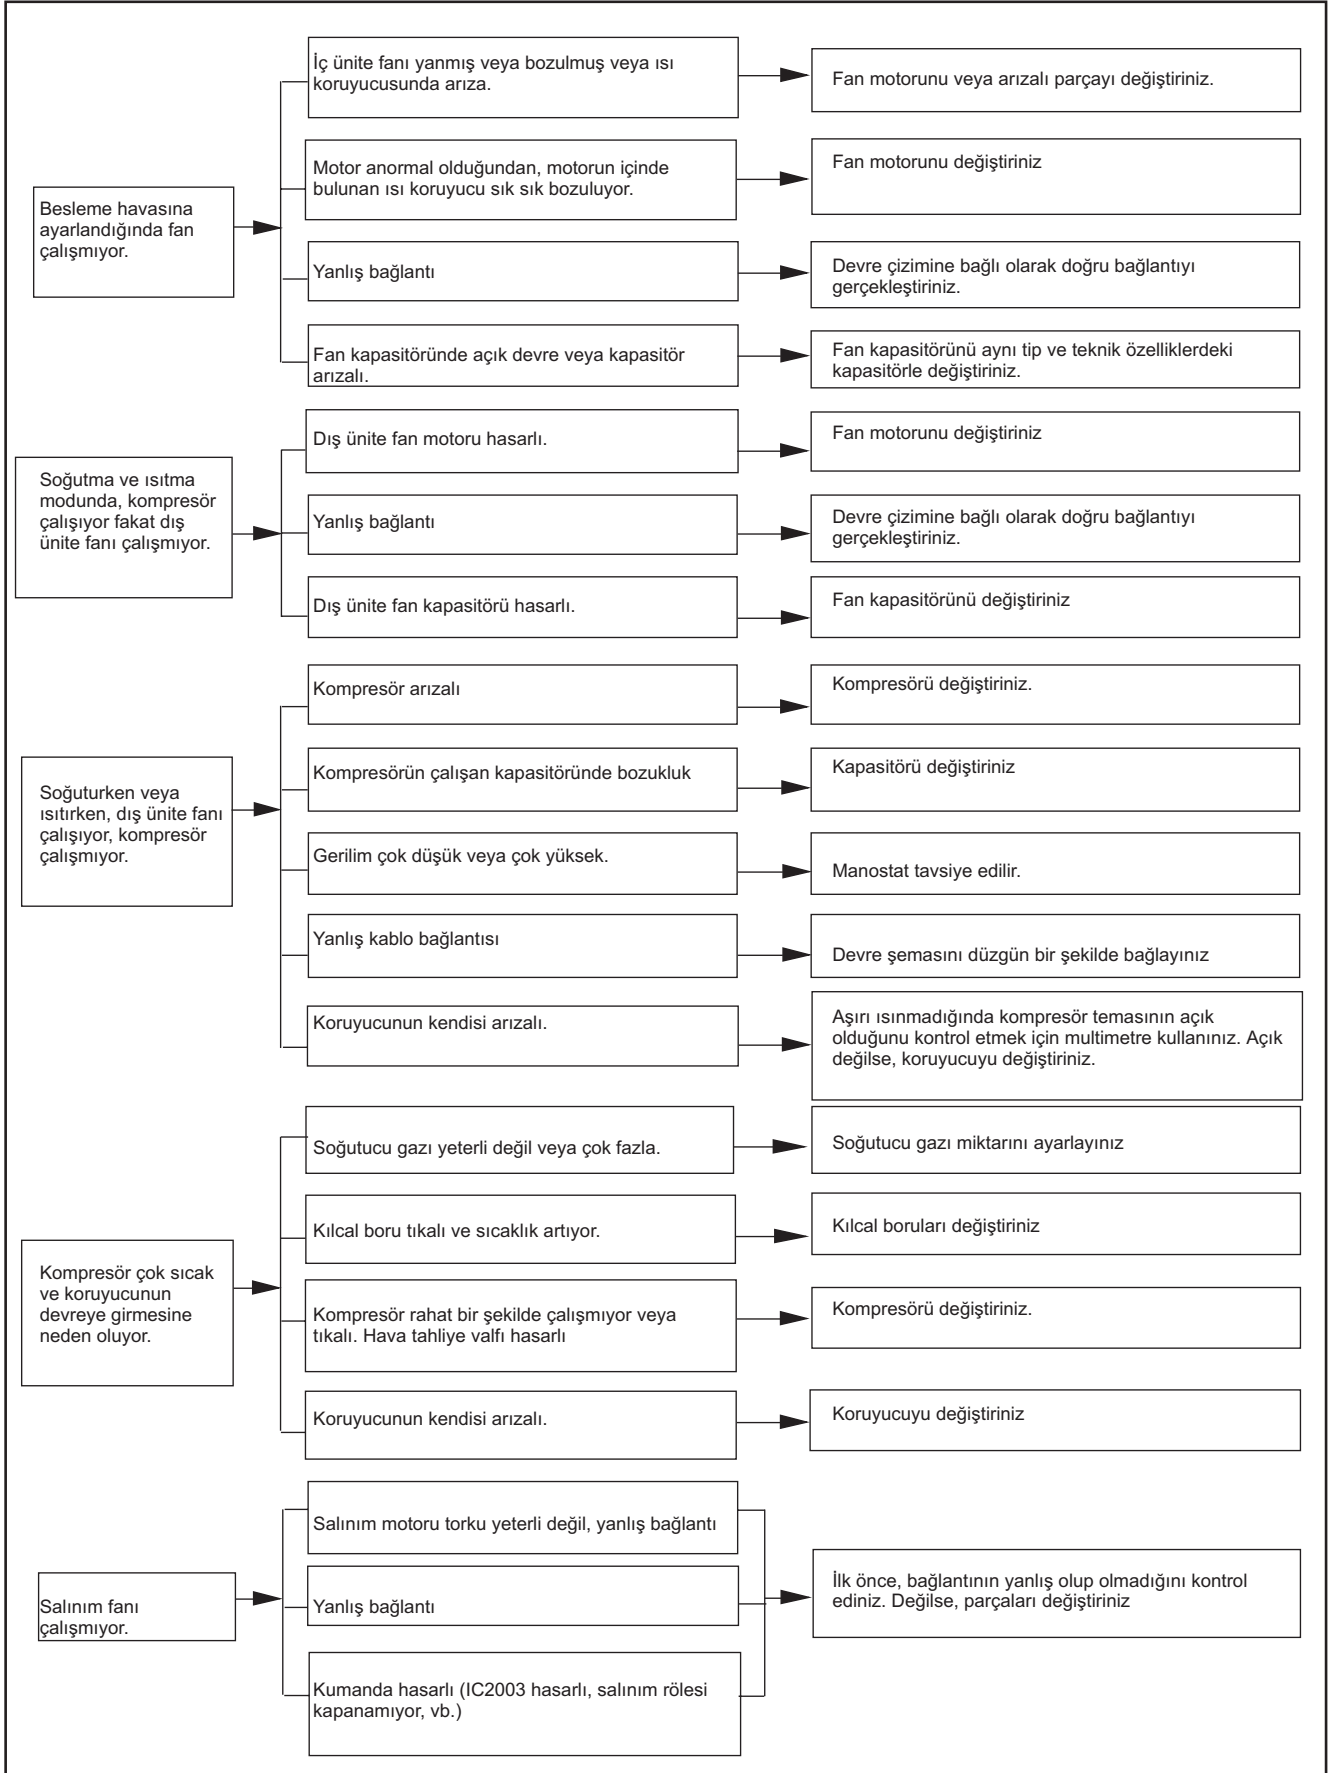 İç ünite fanı yanmış veya bozulmuş veya ısı
koruyucusunda arıza.
Fan motorunu veya arızalı parçayı değiştiriniz.
Motor anormal olduğundan, motorun içinde
bulunan ısı koruyucu sık sık bozuluyor.
Fan motorunu değiştiriniz
Besleme havasına
ayarlandığında fan
çalışmıyor.
Yanlış bağlantı
Devre çizimine bağlı olarak doğru bağlantıyı
gerçekleştiriniz.
Fan kapasitöründe açık devre veya kapasitör
arızalı.
Fan kapasitörünü aynı tip ve teknik özelliklerdeki
kapasitörle değiştiriniz.
Dış ünite fan motoru hasarlı.
Fan motorunu değiştiriniz
Soğutma ve ısıtma
modunda, kompresör
çalışıyor fakat dış
ünite fanı çalışmıyor.
Yanlış bağlantı
Devre çizimine bağlı olarak doğru bağlantıyı
gerçekleştiriniz.
Dış ünite fan kapasitörü hasarlı.
Fan kapasitörünü değiştiriniz
Kompresör arızalı
Kompresörü değiştiriniz.
Kompresörün çalışan kapasitöründe bozukluk
Kapasitörü değiştiriniz
Soğuturken veya
ısıtırken, dış ünite fanı
çalışıyor, kompresör
çalışmıyor.
Gerilim çok düşük veya çok yüksek.
Manostat tavsiye edilir.
Yanlış kablo bağlantısı
Devre şemasını düzgün bir şekilde bağlayınız
Koruyucunun kendisi arızalı.
Aşırı ısınmadığında kompresör temasının açık
olduğunu kontrol etmek için multimetre kullanınız. Açık
değilse, koruyucuyu değiştiriniz.
Soğutucu gazı yeterli değil veya çok fazla.
Soğutucu gazı miktarını ayarlayınız
Kılcal boru tıkalı ve sıcaklık artıyor.
Kılcal boruları değiştiriniz
Kompresör çok sıcak
ve koruyucunun
devreye girmesine
neden oluyor.
Kompresör rahat bir şekilde çalışmıyor veya
tıkalı. Hava tahliye valfı hasarlı
Kompresörü değiştiriniz.
Koruyucunun kendisi arızalı.
Koruyucuyu değiştiriniz
Salınım motoru torku yeterli değil, yanlış bağlantı
Salınım fanı
çalışmıyor.
Yanlış bağlantı
İlk önce, bağlantının yanlış olup olmadığını kontrol
ediniz. Değilse, parçaları değiştiriniz
Kumanda hasarlı (IC2003 hasarlı, salınım rölesi
kapanamıyor, vb.)